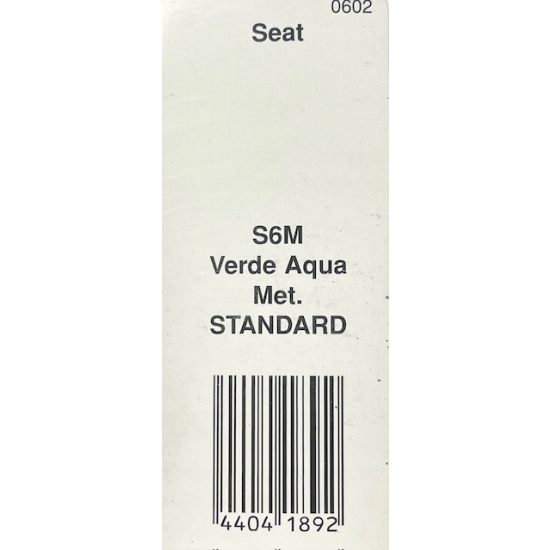 0602
Seat
S6M
Verde Aqua
Met.
STANDARD
4404 1892